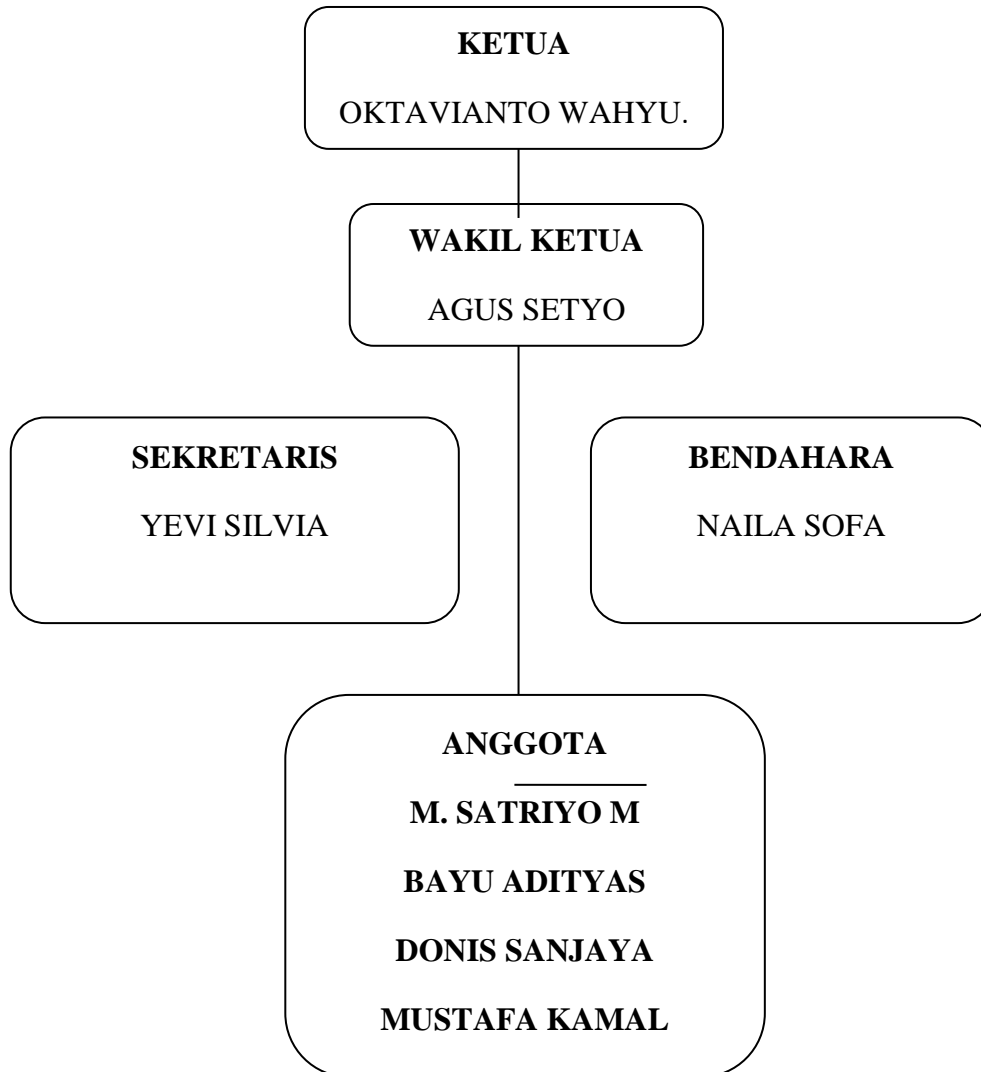 KETUA
OKTAVIANTO WAHYU.
WAKIL KETUA
AGUS SETYO
SEKRETARIS
YEVI SILVIA
BENDAHARA
NAILA SOFA
ANGGOTA
M. SATRIYO M
BAYU ADITYAS
DONIS SANJAYA
MUSTAFA KAMAL